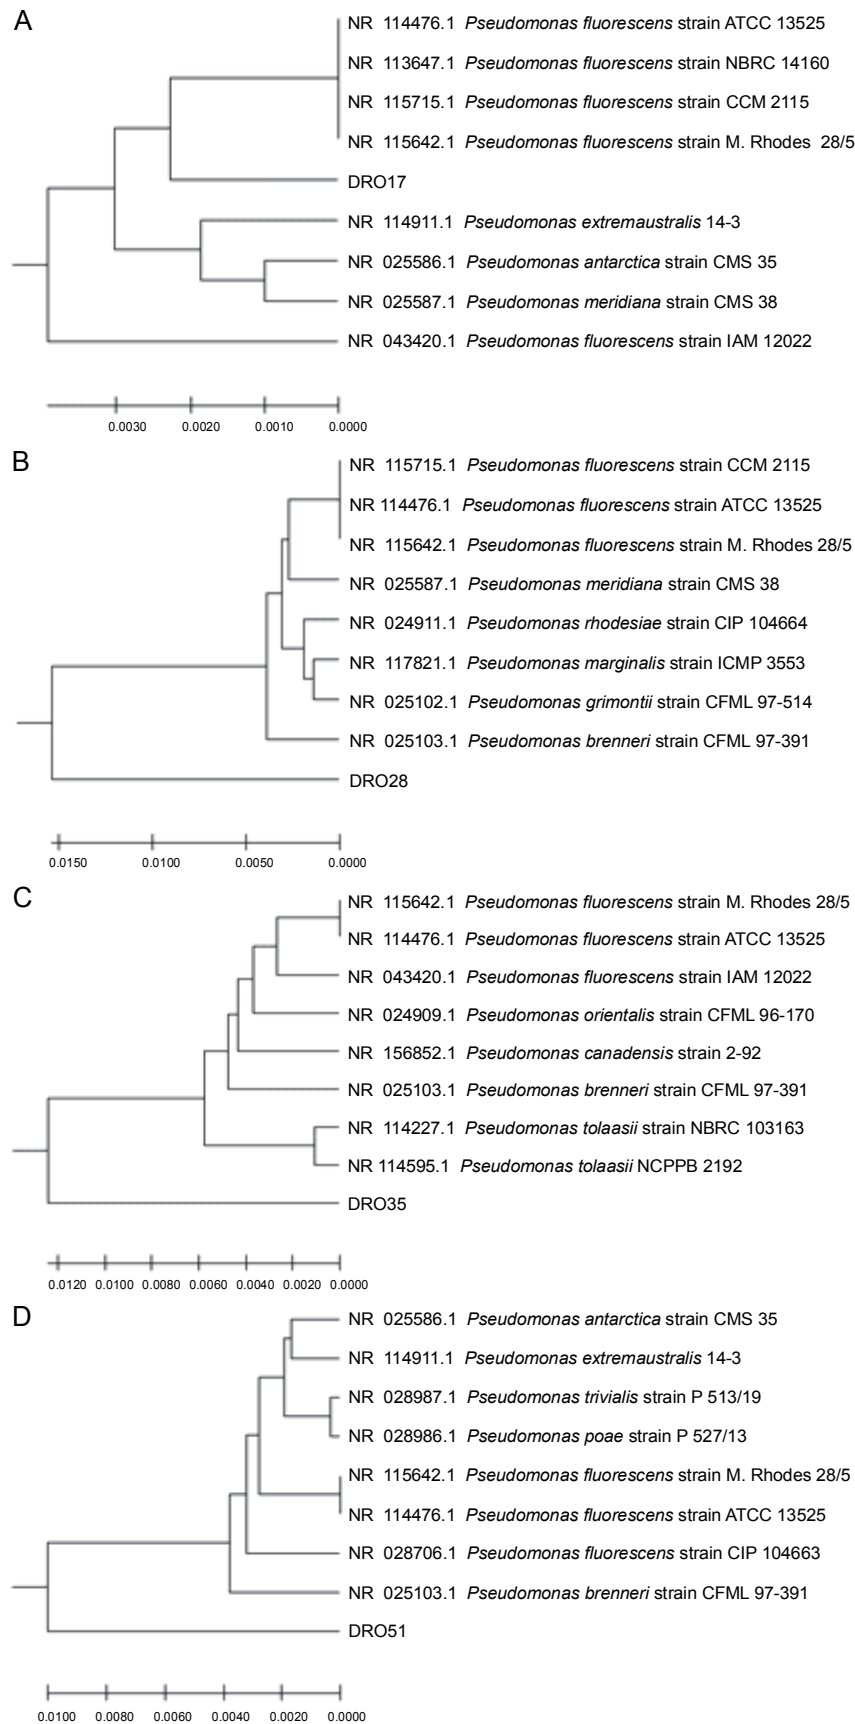 A
NR 114476.1 Pseudomonas fluorescens strain ATCC 13525
NR 113647.1 Pseudomonas fluorescens strain NBRC 14160
NR 115715.1 Pseudomonas fluorescens strain CCM 2115
NR 115642.1 Pseudomonas fluorescens strain M. Rhodes 28/5
DRO17
NR 114911.1 Pseudomonas extremaustralis 14-3
NR 025586.1 Pseudomonas antarctica strain CMS 35
NR 025587.1 Pseudomonas meridiana strain CMS 38
NR 043420.1 Pseudomonas fluorescens strain IAM 12022
0.0030 0.0020 0.0010 0.0000
B
NR 115715.1 Pseudomonas fluorescens strain CCM 2115
NR 114476.1 Pseudomonas fluorescens strain ATCC 13525
NR 115642.1 Pseudomonas fluorescens strain M. Rhodes 28/5
NR 025587.1 Pseudomonas meridiana strain CMS 38
NR 024911.1 Pseudomonas rhodesiae strain CIP 104664
NR 117821.1 Pseudomonas marginalis strain ICMP 3553
NR 025102.1 Pseudomonas grimontii strain CFML 97-514
NR 025103.1 Pseudomonas brenneri strain CFML 97-391
DRO28
0.0150 0.0100 0.0050 0.0000
C
NR 115642.1 Pseudomonas fluorescens strain M. Rhodes 28/5
NR 114476.1 Pseudomonas fluorescens strain ATCC 13525
NR 043420.1 Pseudomonas fluorescens strain IAM 12022
NR 024909.1 Pseudomonas orientalis strain CFML 96-170
NR 156852.1 Pseudomonas canadensis strain 2-92
NR 025103.1 Pseudomonas brenneri strain CFML 97-391
NR 114227.1 Pseudomonas tolaasii strain NBRC 103163
NR 114595.1 Pseudomonas tolaasii NCPPB 2192
DRO35
0.0120 0.0100 0.0080 0.0060 0.0040 0.0020 0.0000
D
NR 025586.1 Pseudomonas antarctica strain CMS 35
NR 114911.1 Pseudomonas extremaustralis 14-3
NR 028987.1 Pseudomonas trivialis strain P 513/19
NR 028986.1 Pseudomonas poae strain P 527/13
NR 115642.1 Pseudomonas fluorescens strain M. Rhodes 28/5
NR 114476.1 Pseudomonas fluorescens strain ATCC 13525
NR 028706.1 Pseudomonas fluorescens strain CIP 104663
NR 025103.1 Pseudomonas brenneri strain CFML 97-391
DRO51
0.0100 0.0080 0.0060 0.0040 0.0020 0.0000